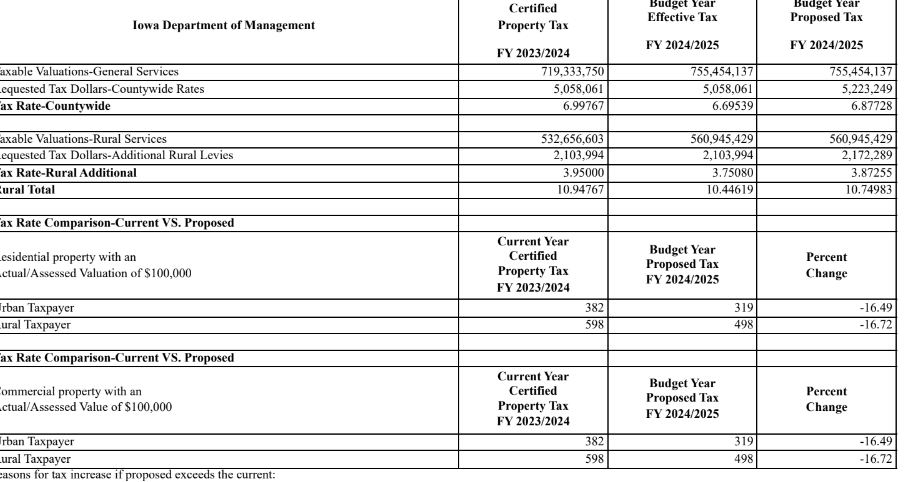 Certified Budget Year Budget Year
Iowa Department of Management Property Tax Effective Tax Proposed Tax
FY 2023/2024 FY 2024/2025 FY 2024/2025
axable Valuations-General Services 719,333,750 755,454,137 755,454,137
equested Tax Dollars-Countywide Rates 5,058,061 5,058,061 5,223,249
ax Rate-Countywide 6.99767 6.69539 6.87728
axable Valuations-Rural Services 532,656,603 560,945,429 560,945,429
equested Tax Dollars-Additional Rural Levies 2,103,994 2,103,994 2,172,289
ax Rate-Rural Additional 3.95000 3.75080 3.87255
Rural Total 10.94767 10.44619 10.74983
ax Rate Comparison-Current VS. Proposed
Current Year
Residential property with an Certified Budget Year Percent
Actual/Assessed Valuation of $100,000 Property Tax Proposed Tax Change
FY 2023/2024 FY 2024/2025
Urban Taxpayer 382 319 -16.49
Rural Taxpayer 598 498 -16.72
ax Rate Comparison-Current VS. Proposed
Current Year
Commercial property with an Certified Budget Year Percent
Actual/Assessed Value of $100,000 Property Tax Proposed Tax Change
FY 2023/2024 FY 2024/2025
Urban Taxpayer 382 319 -16.49
Rural Taxpayer 598 498 -16.72
easons for tax increase if proposed exceeds the current: